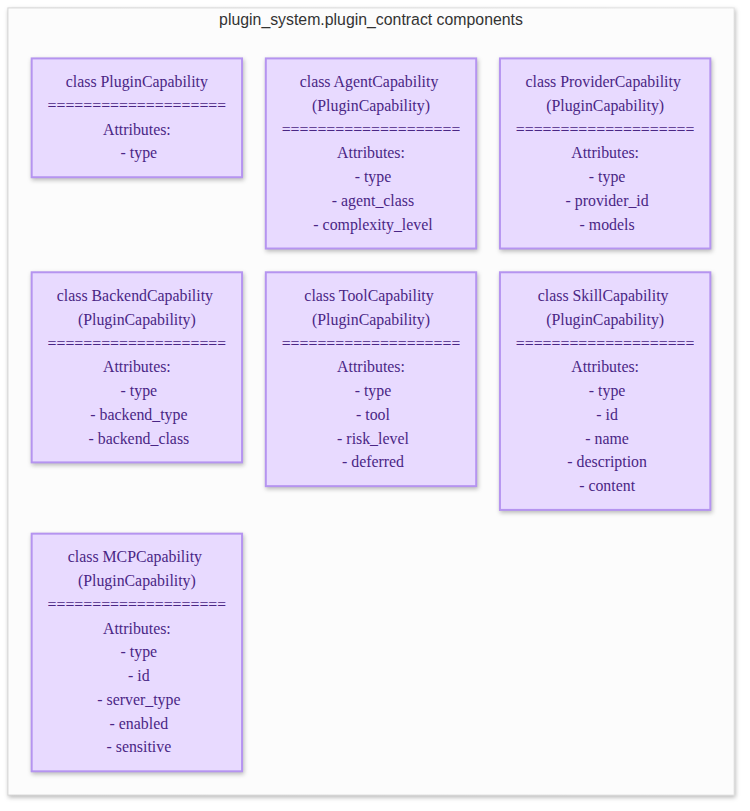 plugin_system.plugin_contract components
class PluginCapability
====================
Attributes:
- type
class AgentCapability
(PluginCapability)
====================
Attributes:
- type
- agent_class
- complexity_level
class ProviderCapability
(PluginCapability)
====================
Attributes:
- type
- provider_id
- models
class BackendCapability
(PluginCapability)
====================
Attributes:
- type
- backend_type
- backend_class
class ToolCapability
(PluginCapability)
====================
Attributes:
- type
- tool
- risk_level
- deferred
class SkillCapability
(PluginCapability)
====================
Attributes:
- type
- id
- name
- description
- content
class MCPCapability
(PluginCapability)
====================
Attributes:
- type
- id
- server_type
- enabled
- sensitive